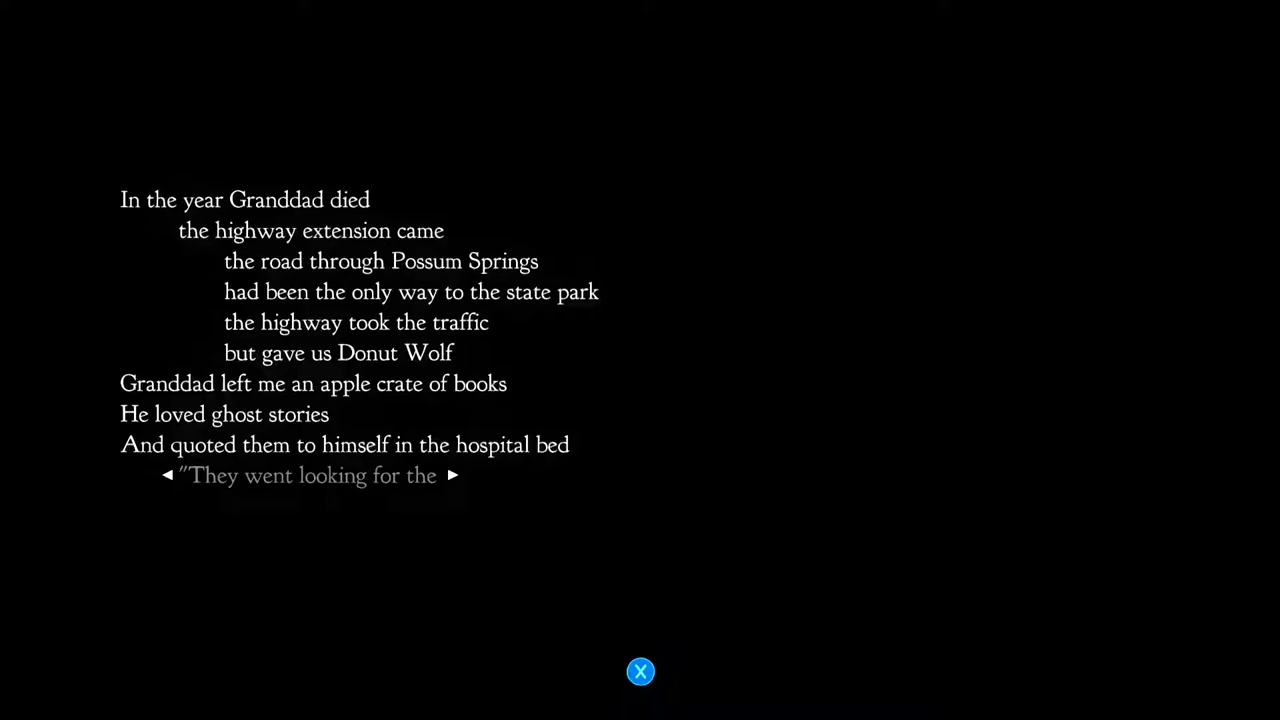 In the year Granddad died
the highway extension came
the road through Possum Springs
had been the only way to the state park
the highway took the traffic
but gave us Donut Wolf
Granddad left me an apple crate of books
He loved ghost stories
And quoted them to himself in the hospital bed
"They went looking for the
X